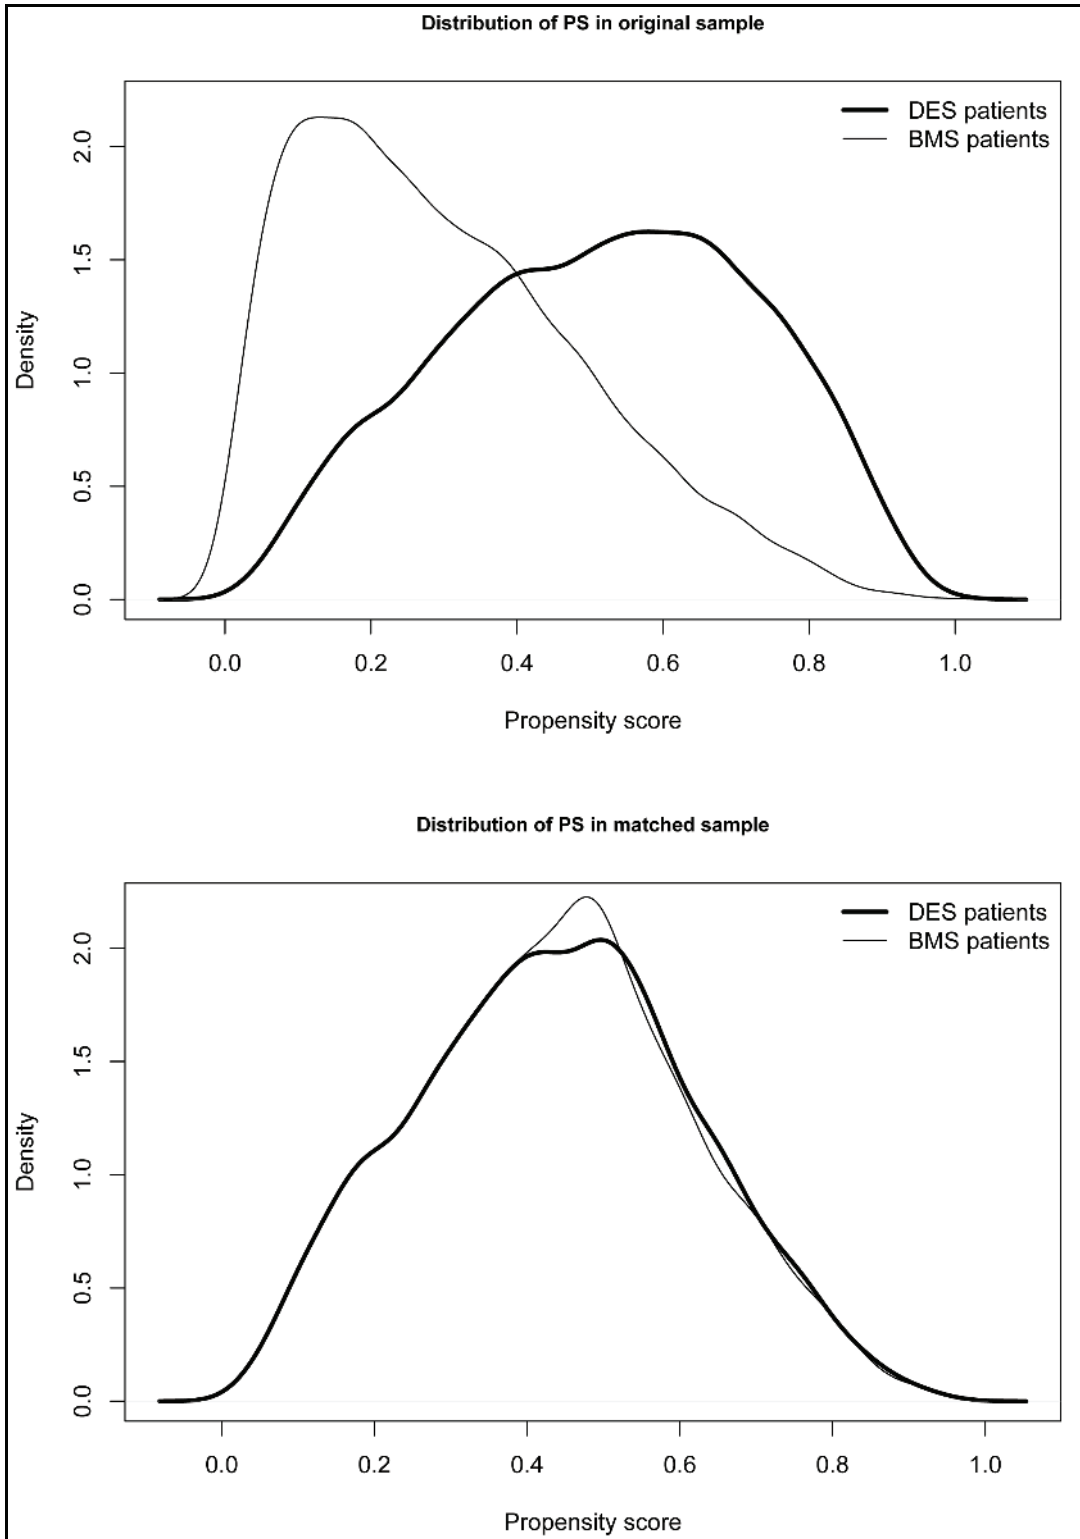 Distribution of PS in original sample
DES patients
BMS patients
Density
2.0
1.5
1.0
0.5
0.0
0.0 0.2 0.4 0.6 0.8 1.0
Propensity score
Distribution of PS in matched sample
DES patients
BMS patients
Density
2.0
1.5
1.0
0.5
0.0
0.0 0.2 0.4 0.6 0.8 1.0
Propensity score